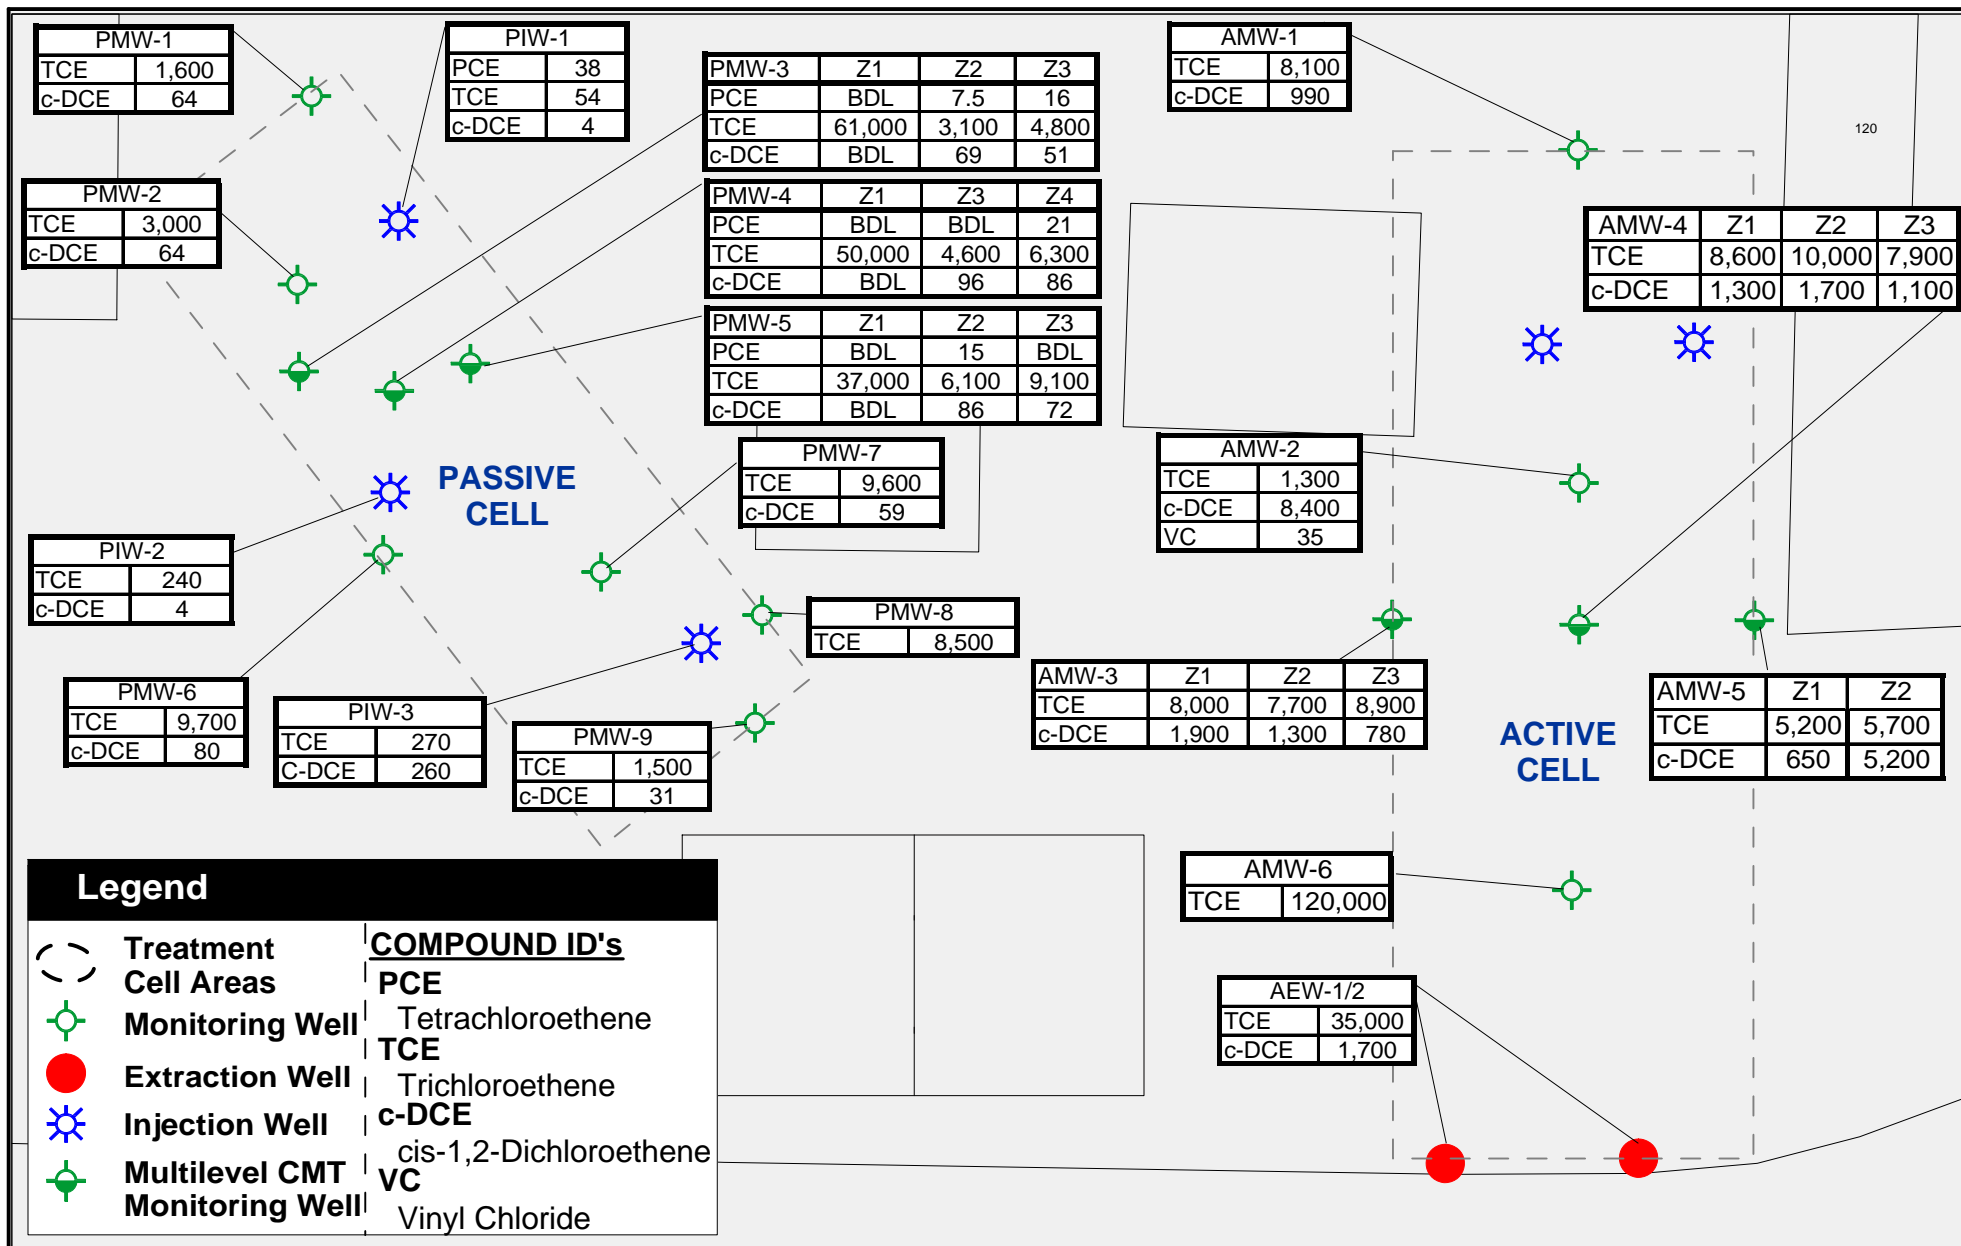 PMW-1
TCE 1,600
c-DCE 64
PIW-1
PCE 38
TCE 54
c-DCE 4
PMW-3 Z1 Z2 Z3
PCE BDL 7.5 16
TCE 61,000 3,100 4,800
c-DCE BDL 69 51
AMW-1
TCE 8,100
c-DCE 990
120
PMW-2
TCE 3,000
c-DCE 64
PMW-4 Z1 Z3 Z4
PCE BDL BDL 21
TCE 50,000 4,600 6,300
c-DCE BDL 96 86
AMW-4 Z1 Z2 Z3
TCE 8,600 10,000 7,900
c-DCE 1,300 1,700 1,100
PMW-5 Z1 Z2 Z3
PCE BDL 15 BDL
TCE 37,000 6,100 9,100
c-DCE BDL 86 72
PMW-7
TCE 9,600
c-DCE 59
AMW-2
TCE 1,300
c-DCE 8,400
VC 35
PASSIVE
CELL
PIW-2
TCE 240
c-DCE 4
PMW-8
TCE 8,500
PMW-6
TCE 9,700
c-DCE 80
PIW-3
TCE 270
C-DCE 260
PMW-9
TCE 1,500
c-DCE 31
AMW-3 Z1 Z2 Z3
TCE 8,000 7,700 8,900
c-DCE 1,900 1,300 780
ACTIVE
CELL
AMW-5 Z1 Z2
TCE 5,200 5,700
c-DCE 650 5,200
AMW-6
TCE 120,000
AEW-1/2
TCE 35,000
c-DCE 1,700
Legend
Treatment
Cell Areas
Monitoring Well
Extraction Well
Injection Well
Multilevel CMT
Monitoring Well
COMPOUND ID's
PCE
Tetrachloroethene
TCE
Trichloroethene
c-DCE
cis-1,2-Dichloroethene
VC
Vinyl Chloride